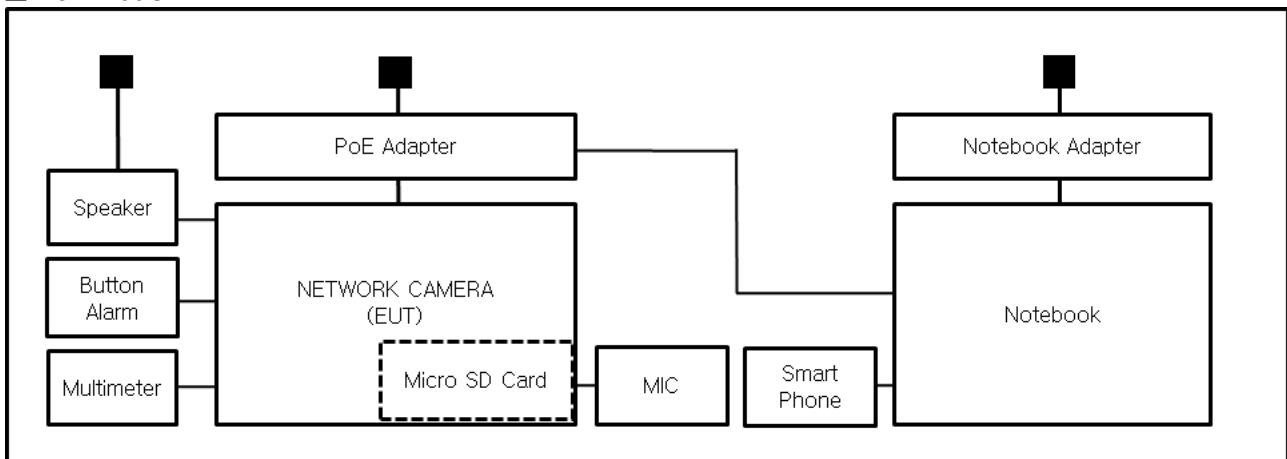 PoE Adapter
Notebook Adapter
Speaker
Button
Alarm
NETWORK CAMERA
(EUT)
Notebook
Multimeter
Micro SD Card
MIC
Smart
Phone